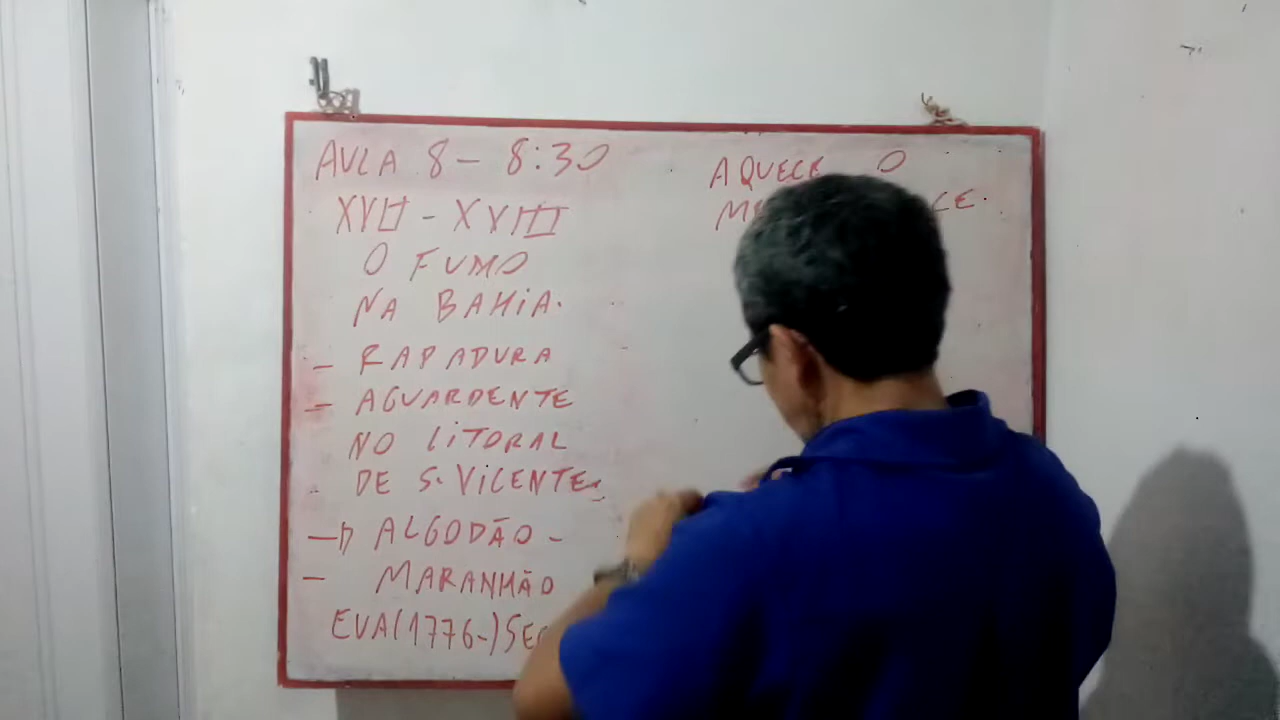 AULA 8 - 8:30
XVII - XVIII
O FUMO
NA BAHIA.
- RAPADURA
- AGUARDENTE
NO LITORAL
DE S. VICENTE
-> ALGODÃO -
- MARANHÃO
EUA (1776-)
AQUECE O